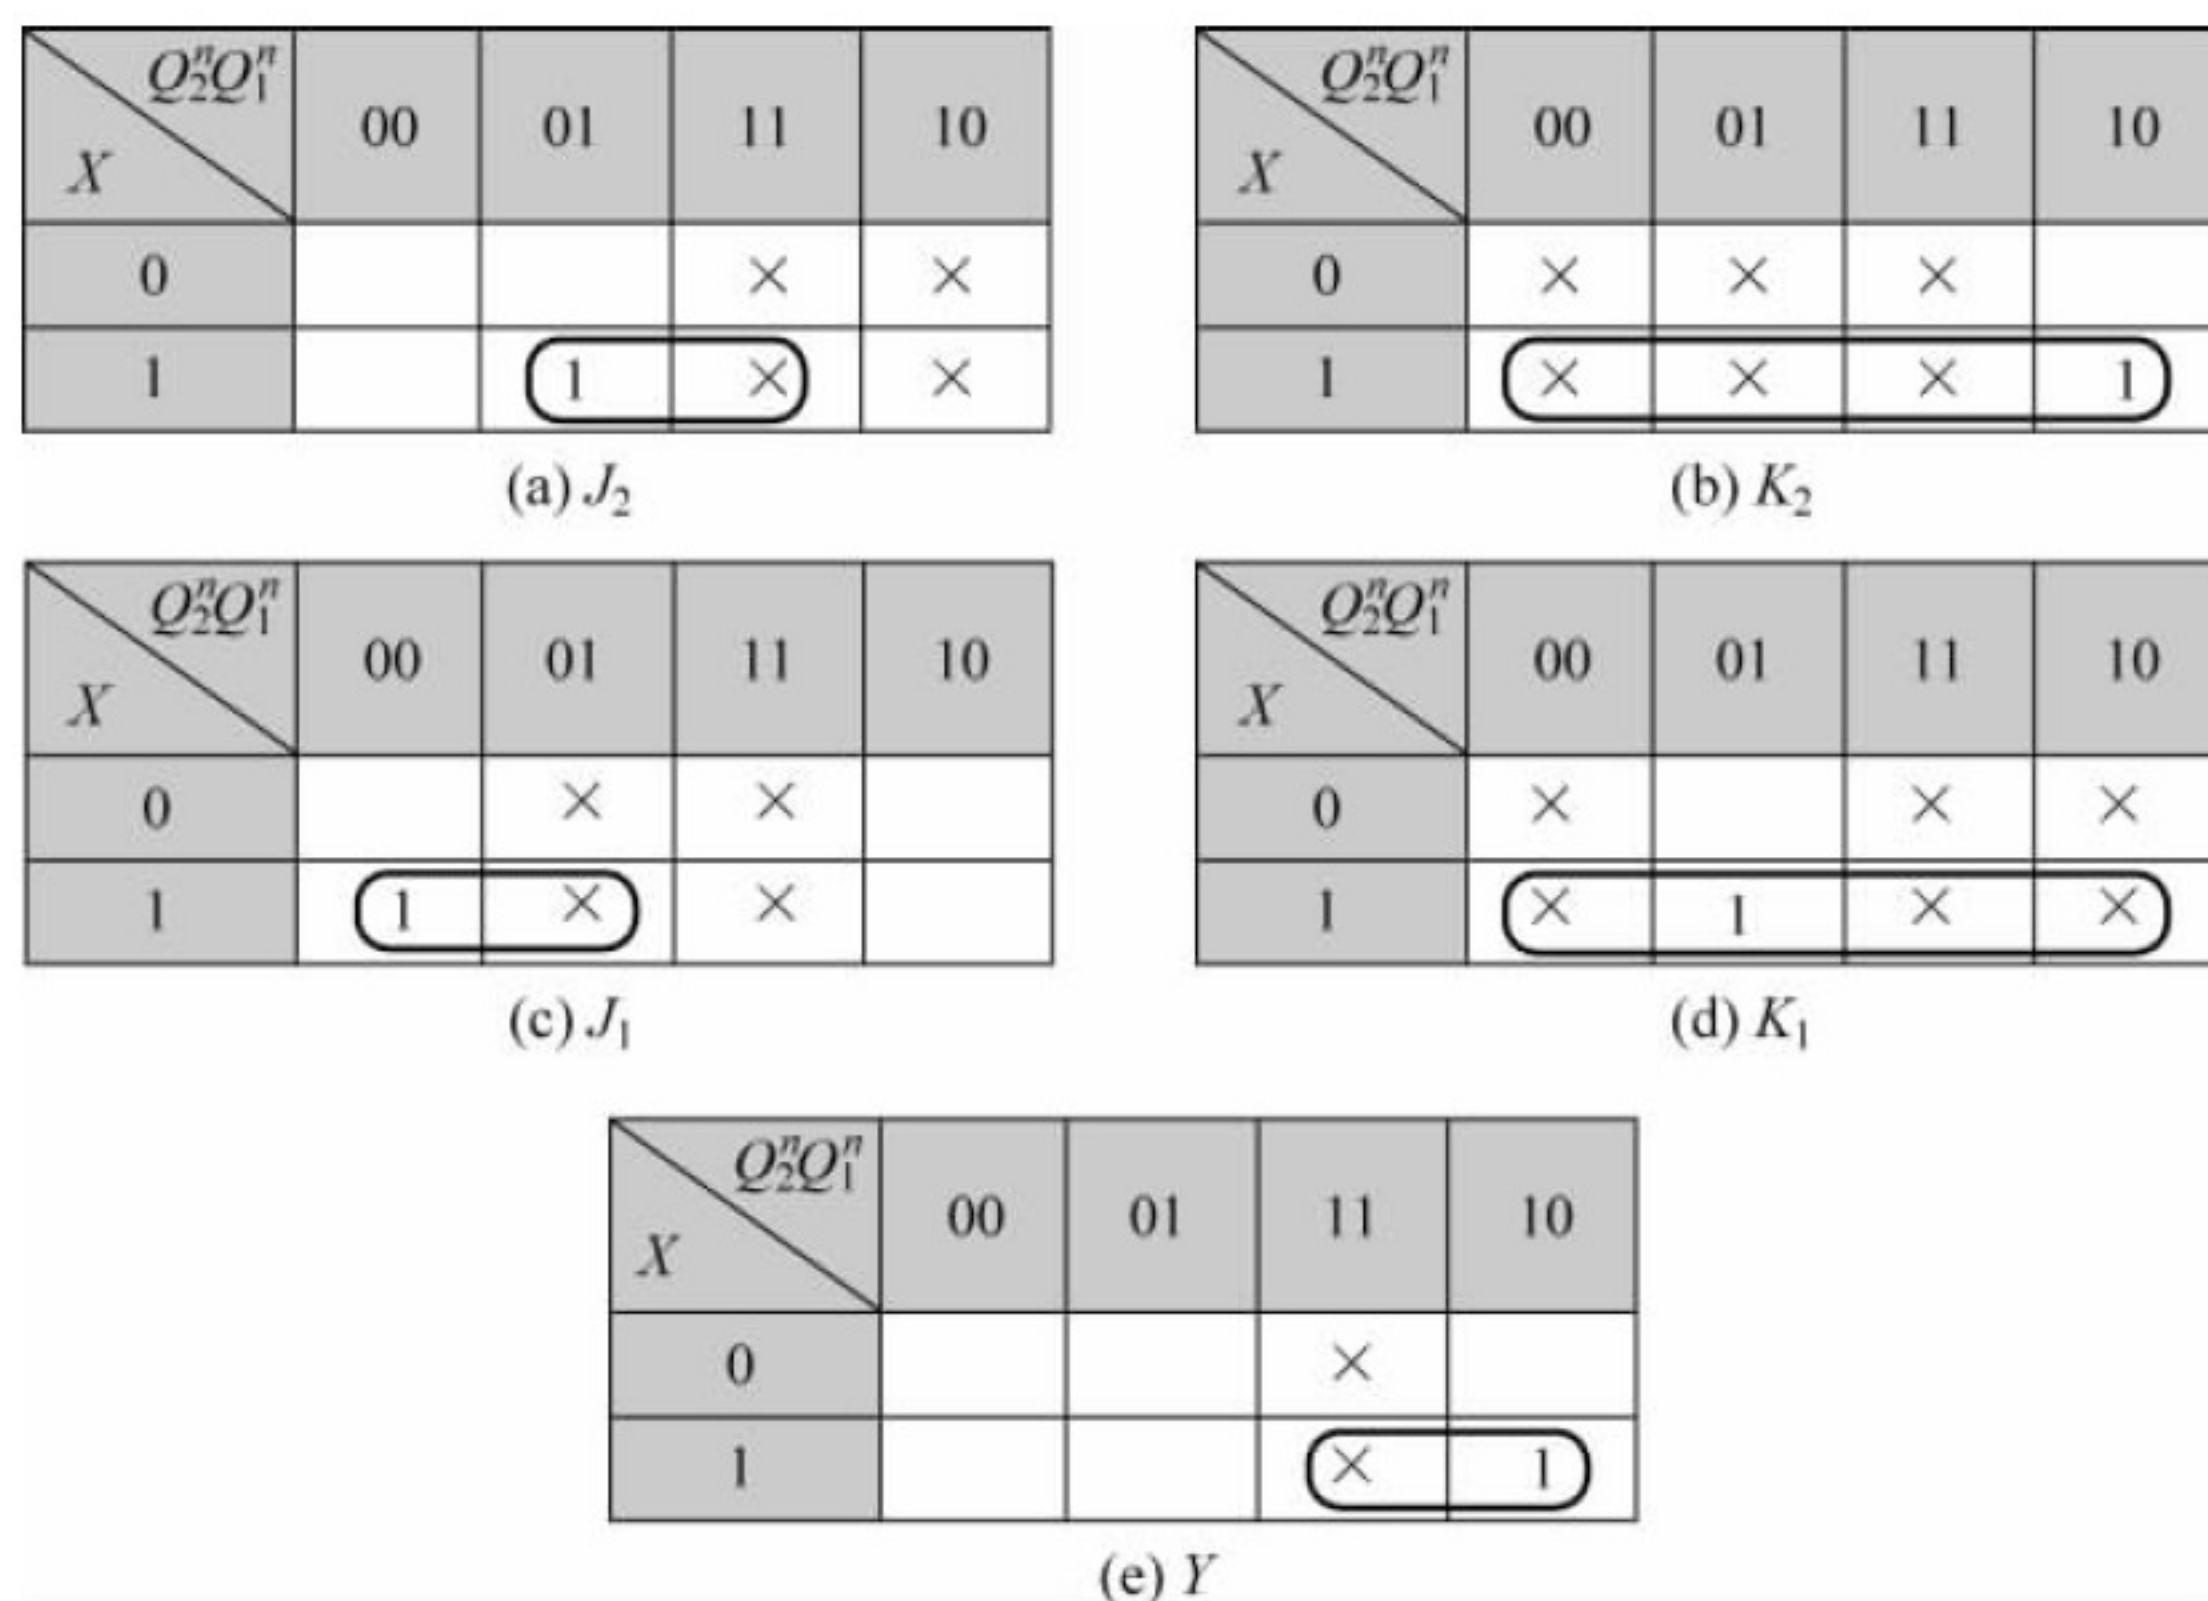 Q₂ⁿQ₁ⁿ 00 01 11 10
X
0 × ×
1 1 × ×
(a) J₂
Q₂ⁿQ₁ⁿ 00 01 11 10
X
0 × × ×
1 × × × 1
(b) K₂
Q₂ⁿQ₁ⁿ 00 01 11 10
X
0 × ×
1 1 × ×
(c) J₁
Q₂ⁿQ₁ⁿ 00 01 11 10
X
0 × × ×
1 × 1 × ×
(d) K₁
Q₂ⁿQ₁ⁿ 00 01 11 10
X
0 ×
1 × 1
(e) Y